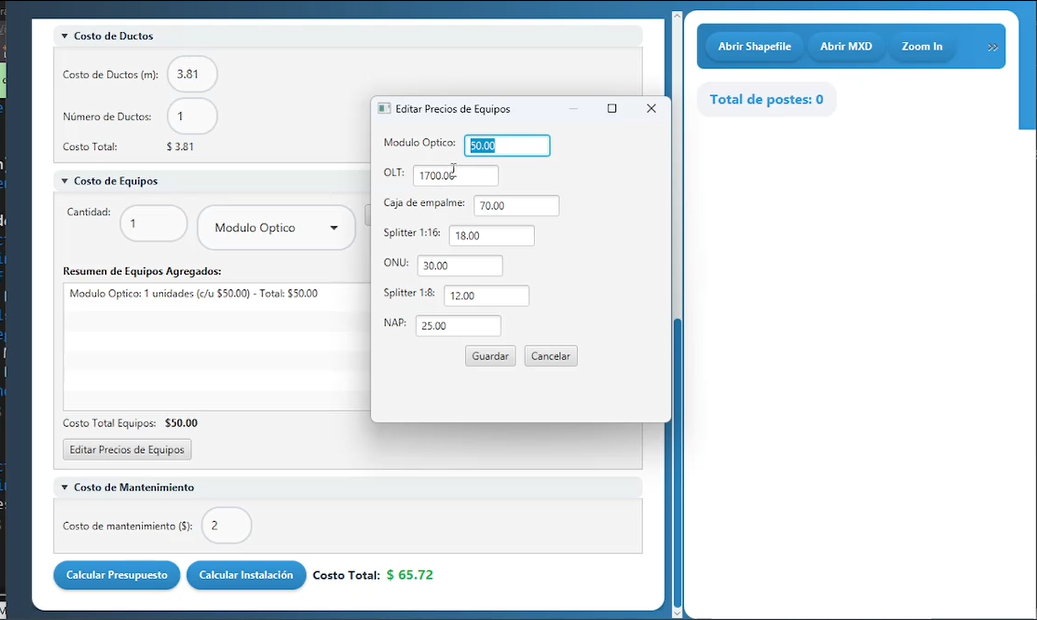 Costo de Ductos
Costo de Ductos (m): 3.81
Número de Ductos: 1
Costo Total: $ 3.81
Costo de Equipos
Cantidad: 1 Modulo Optico
Resumen de Equipos Agregados:
Modulo Optico: 1 unidades (c/u $50.00) - Total: $50.00
Costo Total Equipos: $50.00
Editar Precios de Equipos
Costo de Mantenimiento
Costo de mantenimiento ($): 2
Calcular Presupuesto Calcular Instalación Costo Total: $ 65.72
Editar Precios de Equipos
Modulo Optico: 50.00
OLT: 1700.00
Caja de empalme: 70.00
Splitter 1:16: 18.00
ONU: 30.00
Splitter 1:8: 12.00
NAP: 25.00
Guardar Cancelar
Abrir Shapefile Abrir MXD Zoom In >>
Total de postes: 0